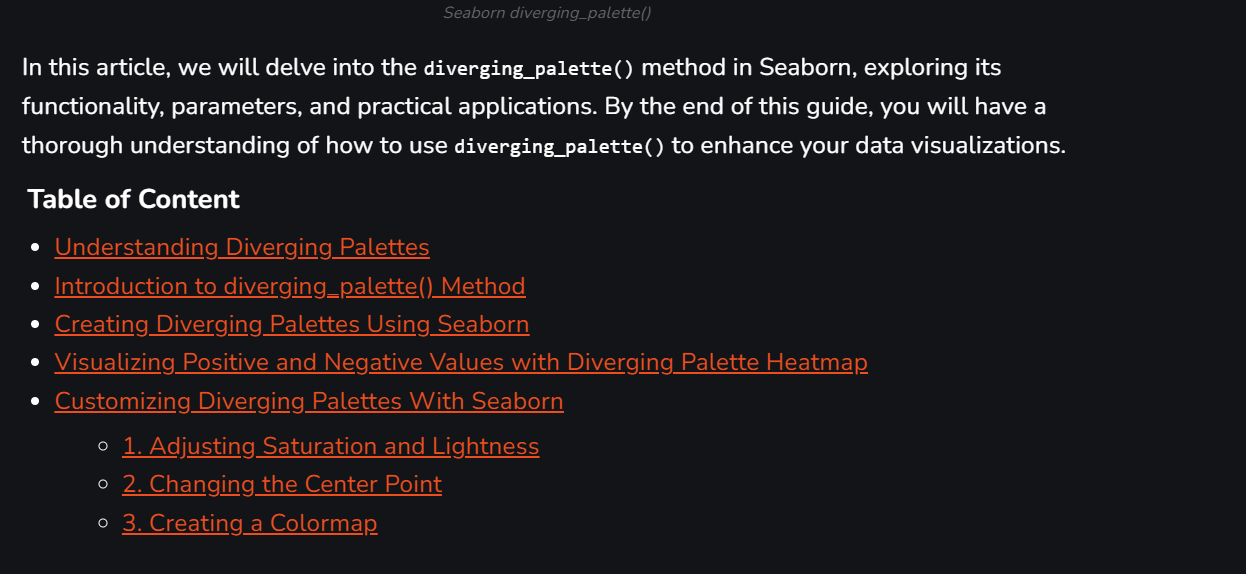 Seaborn diverging_palette()
In this article, we will delve into the diverging_palette() method in Seaborn, exploring its
functionality, parameters, and practical applications. By the end of this guide, you will have a
thorough understanding of how to use diverging_palette() to enhance your data visualizations.
Table of Content
Understanding Diverging Palettes
Introduction to diverging_palette() Method
Creating Diverging Palettes Using Seaborn
Visualizing Positive and Negative Values with Diverging Palette Heatmap
Customizing Diverging Palettes With Seaborn
1. Adjusting Saturation and Lightness
2. Changing the Center Point
3. Creating a Colormap